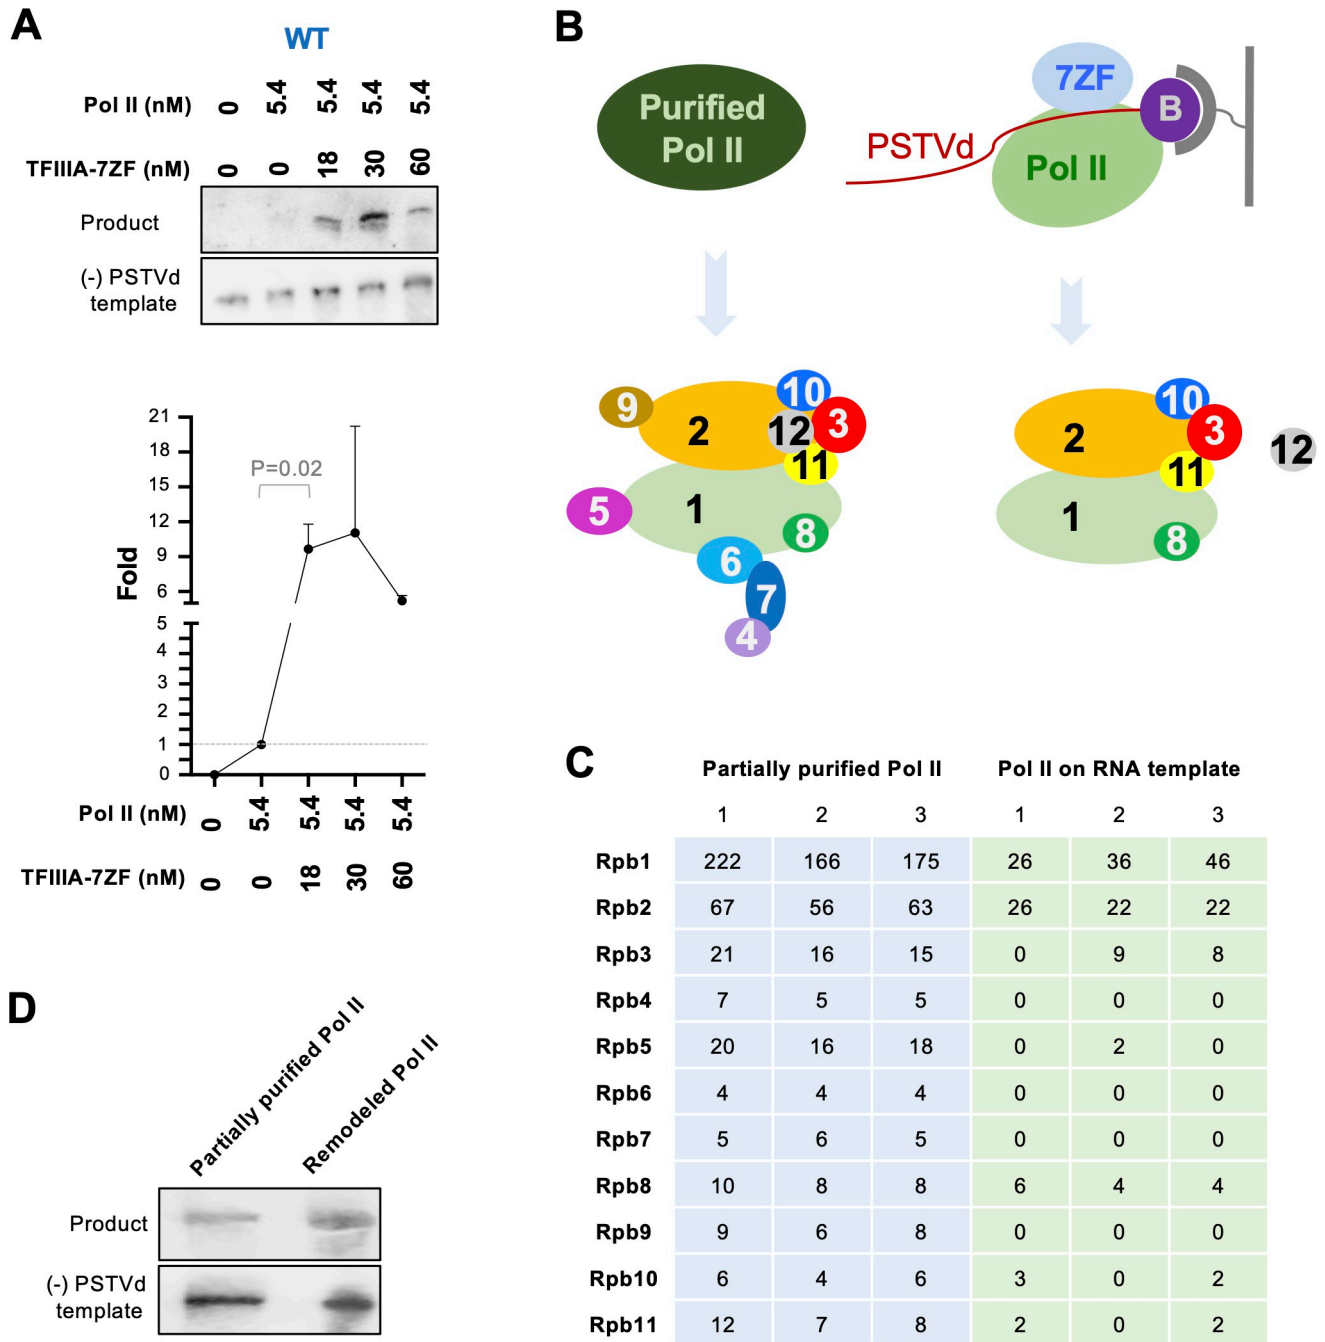 A
WT
Pol II (nM) 0 5.4 5.4 5.4 5.4
TFIIIA-7ZF (nM) 0 0 18 30 60
Product
(-) PSTVd
template
21
18
15
12
9
6
5
4
3
2
1
0
Fold
P=0.02
Pol II (nM) 0 5.4 5.4 5.4 5.4
TFIIIA-7ZF (nM) 0 0 18 30 60
B
Purified
Pol II
7ZF
B
PSTVd
Pol II
9
2
10
12
3
11
5
1
8
6
7
4
2
10
3
11
12
1
8
C
Partially purified Pol II Pol II on RNA template
1 2 3 1 2 3
Rpb1 222 166 175 26 36 46
Rpb2 67 56 63 26 22 22
Rpb3 21 16 15 0 9 8
Rpb4 7 5 5 0 0 0
Rpb5 20 16 18 0 2 0
Rpb6 4 4 4 0 0 0
Rpb7 5 6 5 0 0 0
Rpb8 10 8 8 6 4 4
Rpb9 9 6 8 0 0 0
Rpb10 6 4 6 3 0 2
Rpb11 12 7 8 2 0 2
D
Partially purified Pol II
Remodeled Pol II
Product
(-) PSTVd
template